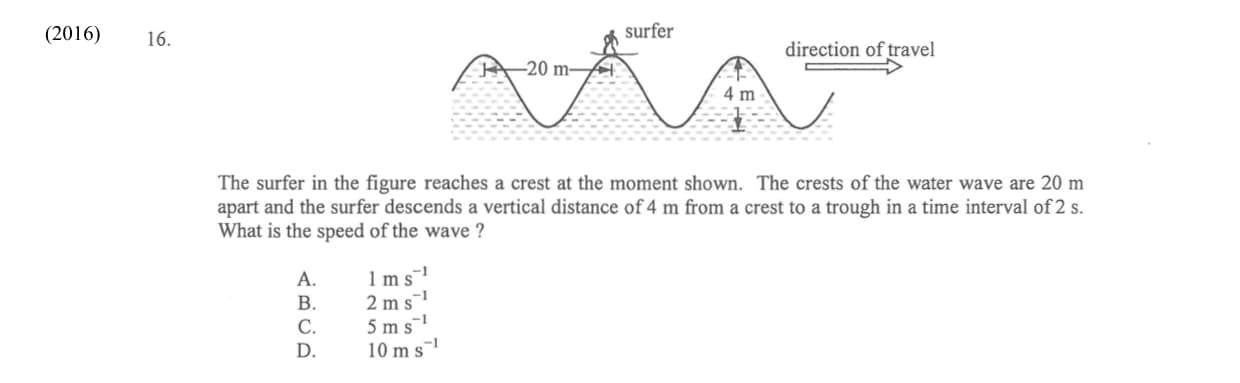 (2016) 16.
surfer
direction of travel
20 m
4 m
The surfer in the figure reaches a crest at the moment shown. The crests of the water wave are 20 m
apart and the surfer descends a vertical distance of 4 m from a crest to a trough in a time interval of 2 s.
What is the speed of the wave ?
A. 1 m s⁻¹
B. 2 m s⁻¹
C. 5 m s⁻¹
D. 10 m s⁻¹